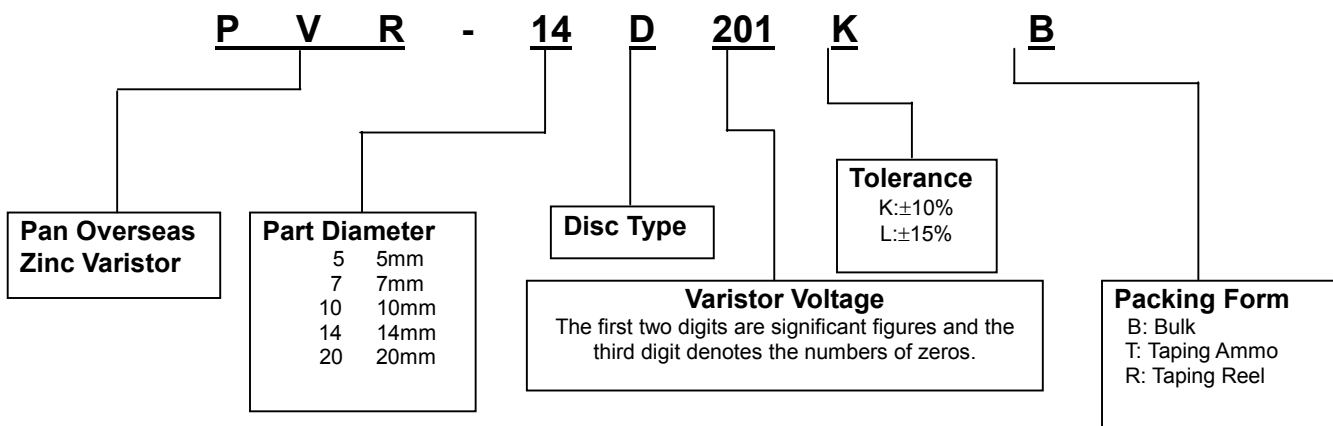 P V R - 14 D 201 K B
Pan Overseas
Zinc Varistor
Part Diameter
5 5mm
7 7mm
10 10mm
14 14mm
20 20mm
Disc Type
Varistor Voltage
The first two digits are significant figures and the
third digit denotes the numbers of zeros.
Tolerance
K:±10%
L:±15%
Packing Form
B: Bulk
T: Taping Ammo
R: Taping Reel